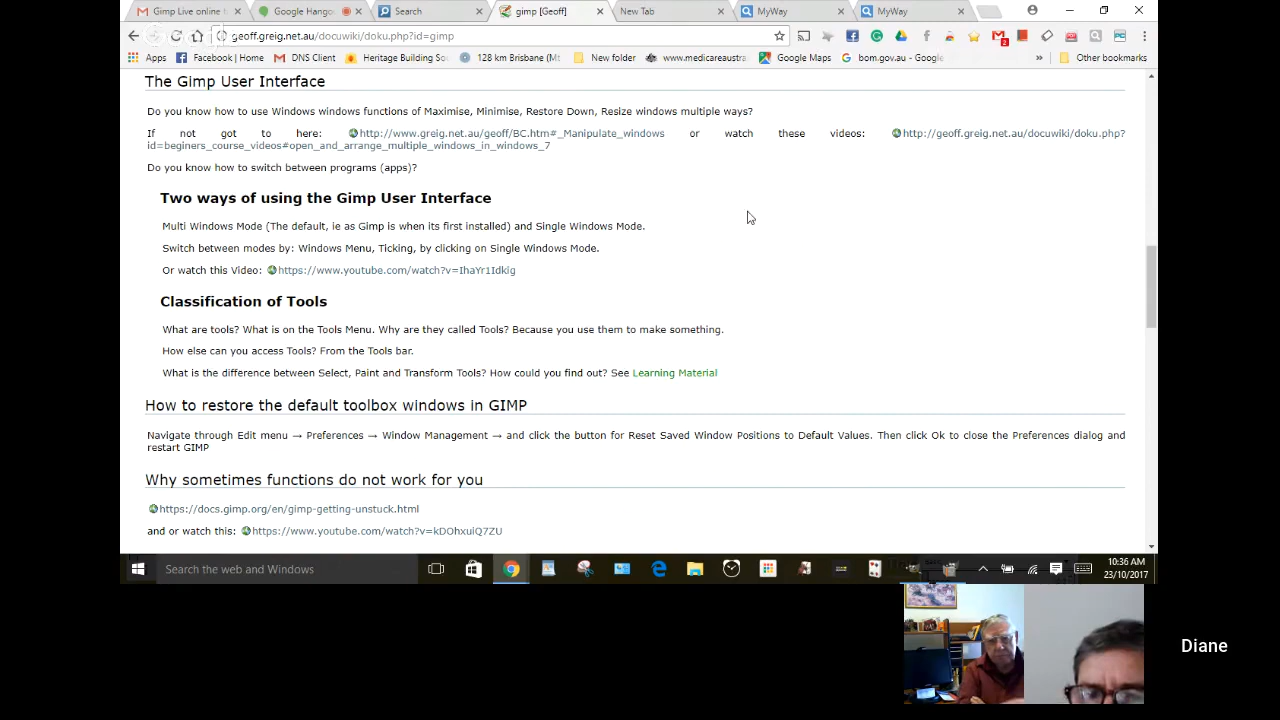 Gimp Live online t
Google Hango
Search
gimp [Geoff]
New Tab
MyWay
MyWay
geoff.greig.net.au/docuwiki/doku.php?id=gimp
Apps Facebook | Home DNS Client Heritage Building So 128 km Brisbane (Mt New folder www.medicareaustra Google Maps bom.gov.au - Google » Other bookmarks
The Gimp User Interface
Do you know how to use Windows windows functions of Maximise, Minimise, Restore Down, Resize windows multiple ways?
If not got to here: http://www.greig.net.au/geoff/BC.htm#_Manipulate_windows or watch these videos: http://geoff.greig.net.au/docuwiki/doku.php?
id=beginers_course_videos#open_and_arrange_multiple_windows_in_windows_7
Do you know how to switch between programs (apps)?
Two ways of using the Gimp User Interface
Multi Windows Mode (The default, ie as Gimp is when its first installed) and Single Windows Mode.
Switch between modes by: Windows Menu, Ticking, by clicking on Single Windows Mode.
Or watch this Video: https://www.youtube.com/watch?v=IhaYr1Idkig
Classification of Tools
What are tools? What is on the Tools Menu. Why are they called Tools? Because you use them to make something.
How else can you access Tools? From the Tools bar.
What is the difference between Select, Paint and Transform Tools? How could you find out? See Learning Material
How to restore the default toolbox windows in GIMP
Navigate through Edit menu → Preferences → Window Management → and click the button for Reset Saved Window Positions to Default Values. Then click Ok to close the Preferences dialog and
restart GIMP
Why sometimes functions do not work for you
https://docs.gimp.org/en/gimp-getting-unstuck.html
and or watch this: https://www.youtube.com/watch?v=kDOhxuiQ7ZU
Search the web and Windows
10:36 AM
23/10/2017
Diane